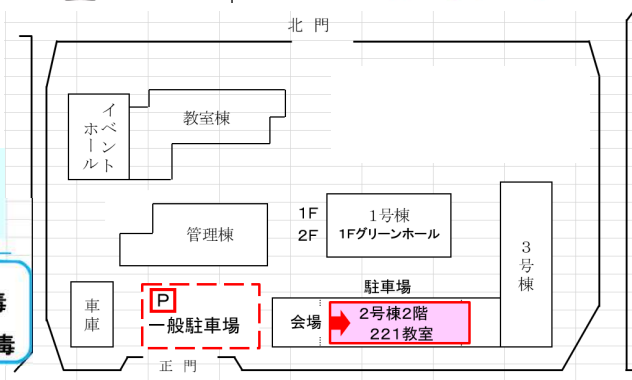 北 門
イベント
ホール
教室棟
管理棟
1F
2F
1号棟
1Fグリーンホール
3号棟
車庫
P
一般駐車場
駐車場
会場
2号棟2階
221教室
正 門
毒
毒